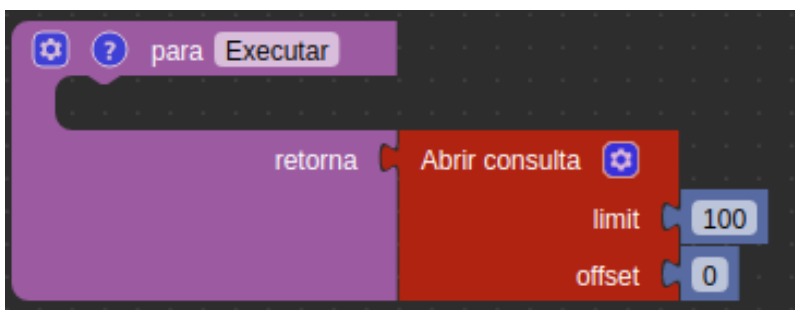 ? para Executar
retorna Abrir consulta
limit 100
offset 0